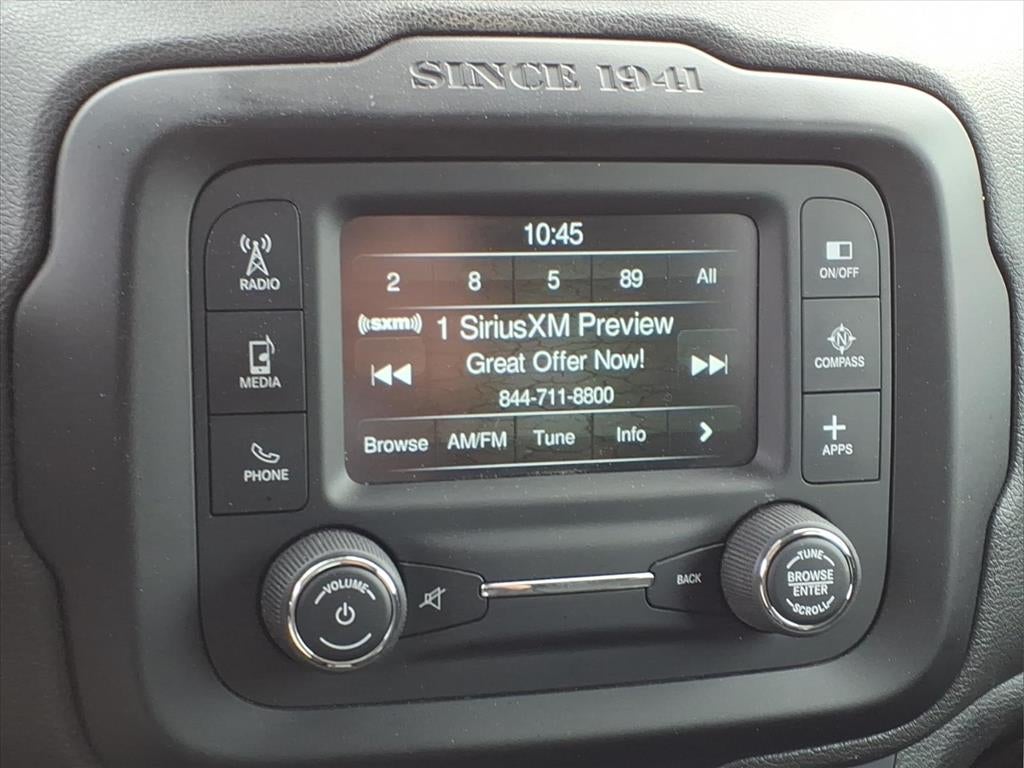 SINCE 1941
10:45
2 8 5 89 All
((sxm)) 1 SiriusXM Preview
Great Offer Now!
844-711-8800
Browse AM/FM Tune Info
RADIO
MEDIA
PHONE
ON/OFF
N
COMPASS
APPS
VOLUME
BACK
TUNE
BROWSE
ENTER
SCROLL